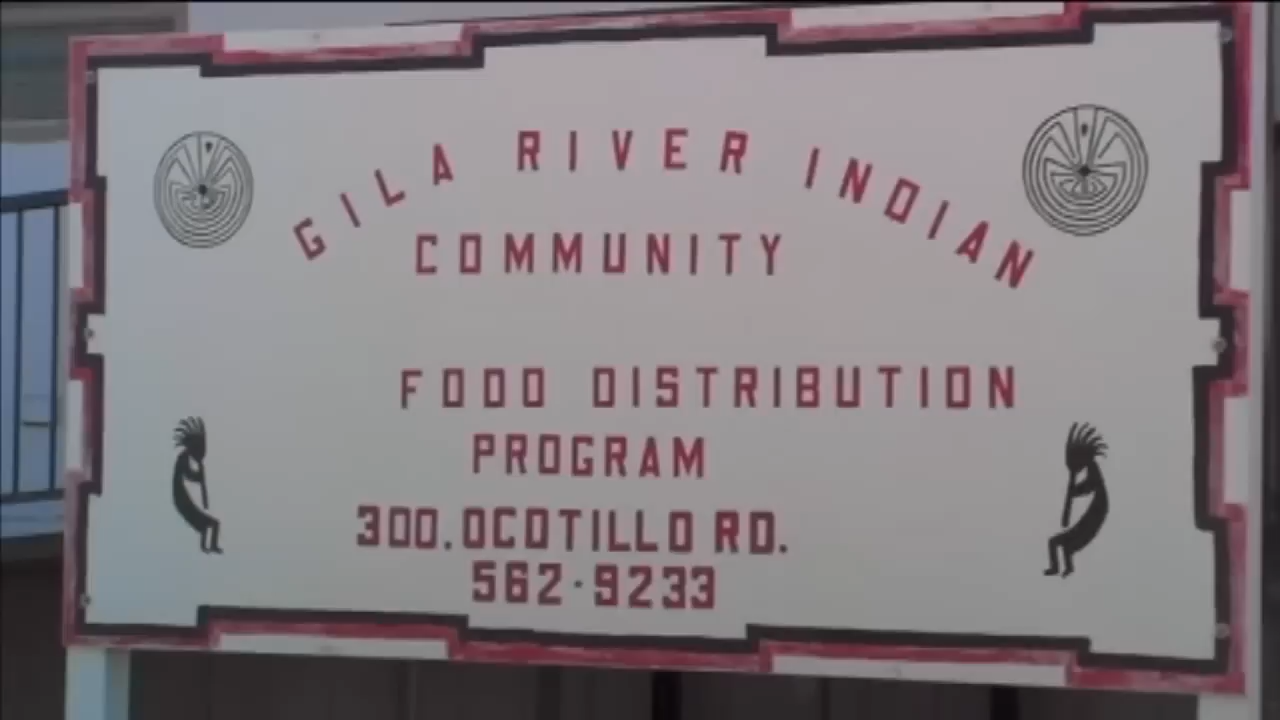 GILA RIVER INDIAN
COMMUNITY
FOOD DISTRIBUTION
PROGRAM
300.OCOTILLO RD.
562-9233